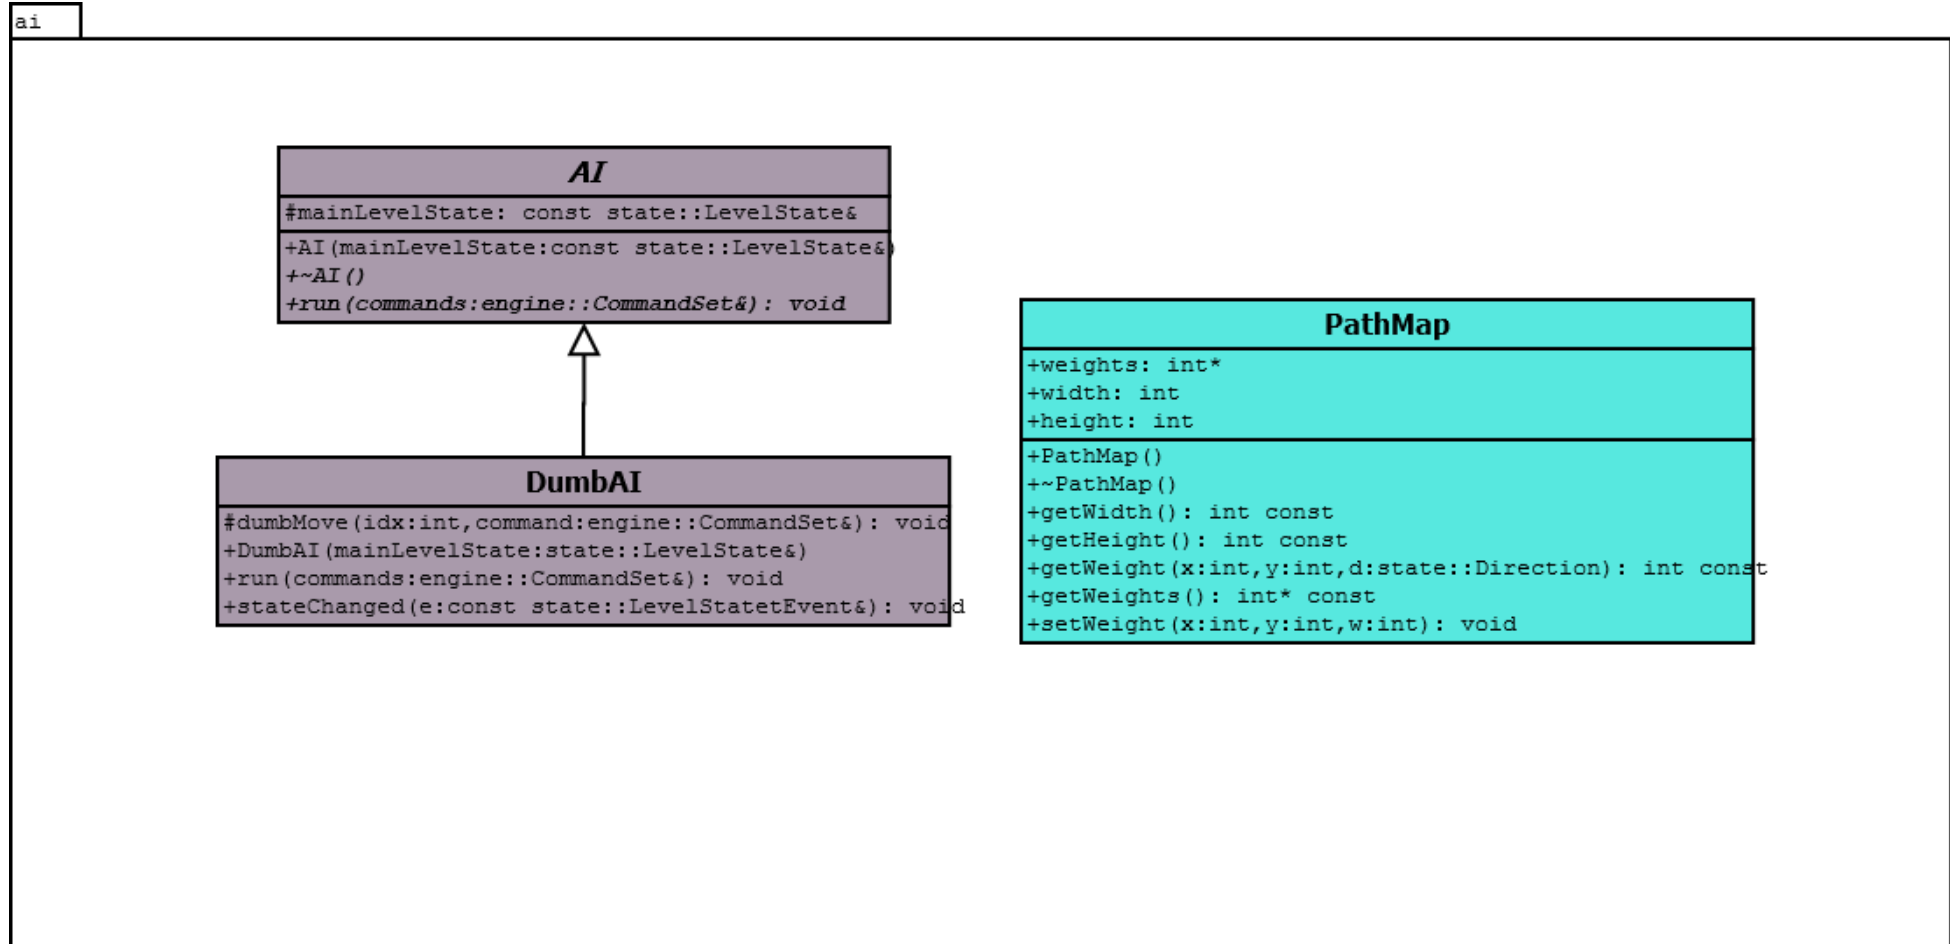 ai
AI
#mainLevelState: const state::LevelState&
+AI(mainLevelState:const state::LevelState&)
+~AI()
+run(commands:engine::CommandSet&): void
DumbAI
#dumbMove(idx:int,command:engine::CommandSet&): void
+DumbAI(mainLevelState:state::LevelState&)
+run(commands:engine::CommandSet&): void
+stateChanged(e:const state::LevelStatetEvent&): void
PathMap
+weights: int*
+width: int
+height: int
+PathMap()
+~PathMap()
+getWidth(): int const
+getHeight(): int const
+getWeight(x:int,y:int,d:state::Direction): int const
+getWeights(): int* const
+setWeight(x:int,y:int,w:int): void